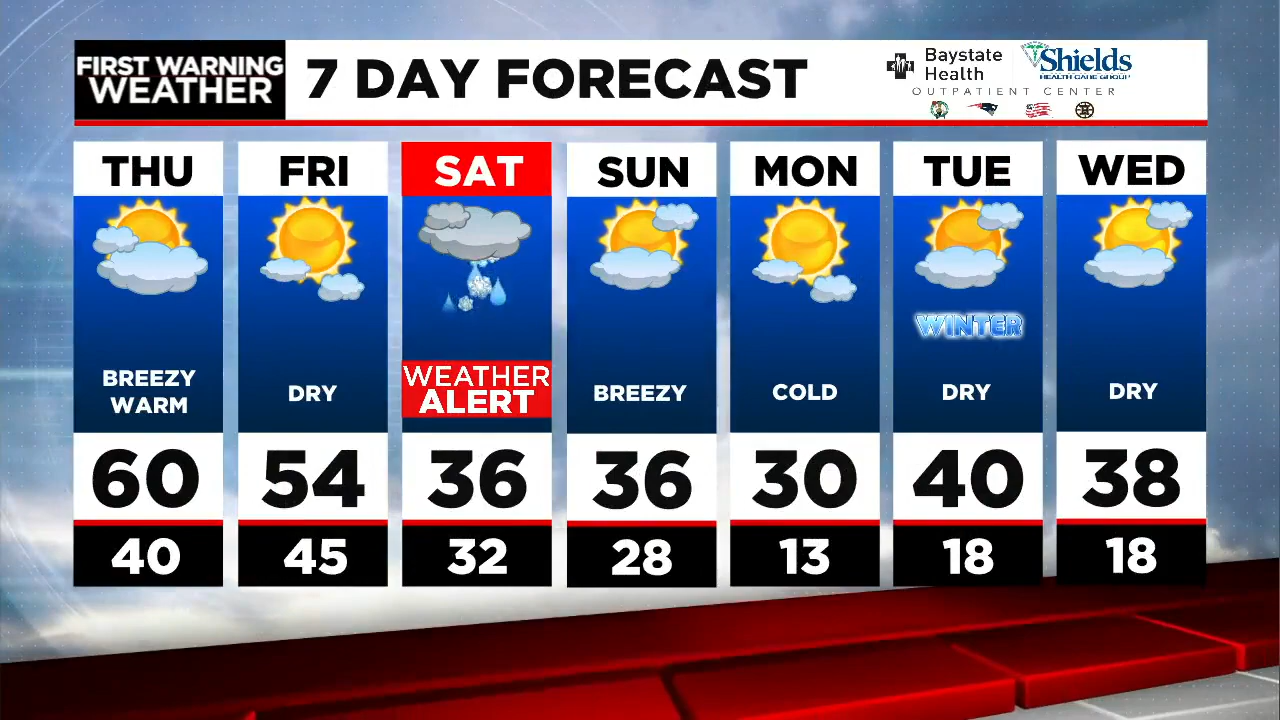 FIRST WARNING
WEATHER
7 DAY FORECAST
Baystate
Health
Shields
HEALTH CARE GROUP
OUTPATIENT CENTER
THU
FRI
SAT
SUN
MON
TUE
WED
WINTER
BREEZY
WARM
DRY
WEATHER
ALERT
BREEZY
COLD
DRY
DRY
60
54
36
36
30
40
38
40
45
32
28
13
18
18